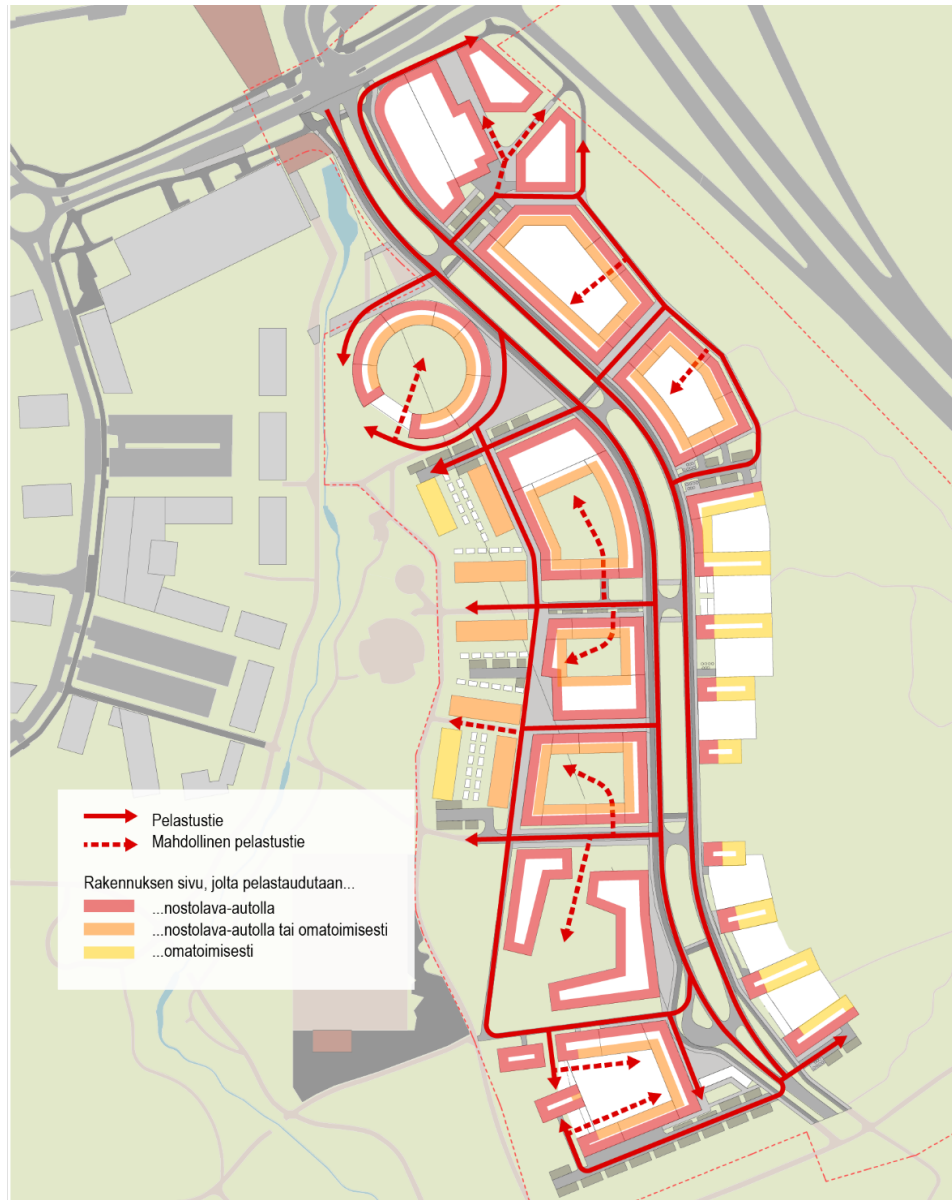 Pelastustie
Mahdollinen pelastustie
Rakennuksen sivu, jolta pelastaudutaan...
...nostolava-autolla
...nostolava-autolla tai omatoimisesti
...omatoimisesti